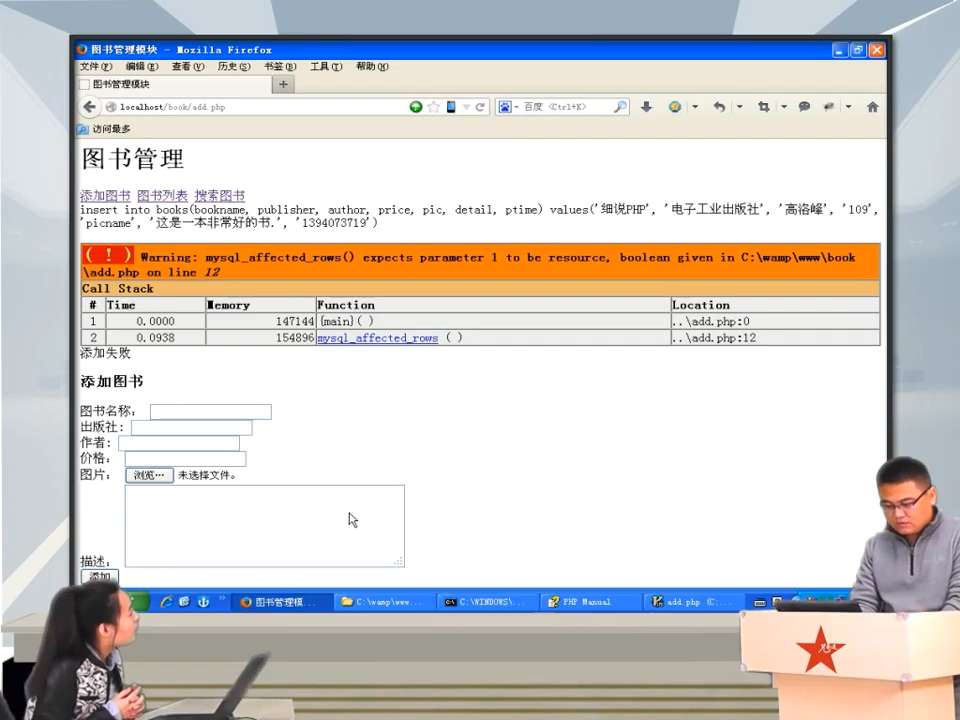 图书管理模块 - Mozilla Firefox
文件(F) 编辑(E) 查看(V) 历史(S) 书签(B) 工具(T) 帮助(H)
图书管理模块
localhost/book/add.php 百度 <Ctrl+K>
访问最多
图书管理
添加图书 图书列表 搜索图书
insert into books(bookname, publisher, author, price, pic, detail, ptime) values('细说PHP', '电子工业出版社', '高洛峰', '109',
'picname', '这是一本非常好的书.', '1394073719')
( ! ) Warning: mysql_affected_rows() expects parameter 1 to be resource, boolean given in C:\wamp\www\book
\add.php on line 12
Call Stack
# Time Memory Function Location
1 0.0000 147144 {main}( ) ..\add.php:0
2 0.0938 154896 mysql_affected_rows ( ) ..\add.php:12
添加失败
添加图书
图书名称:
出版社:
作者:
价格:
图片: 浏览… 未选择文件。
描述:
添加
图书管理模... C:\wamp\www... C:\WINDOWS\... PHP Manual add.php (C:...